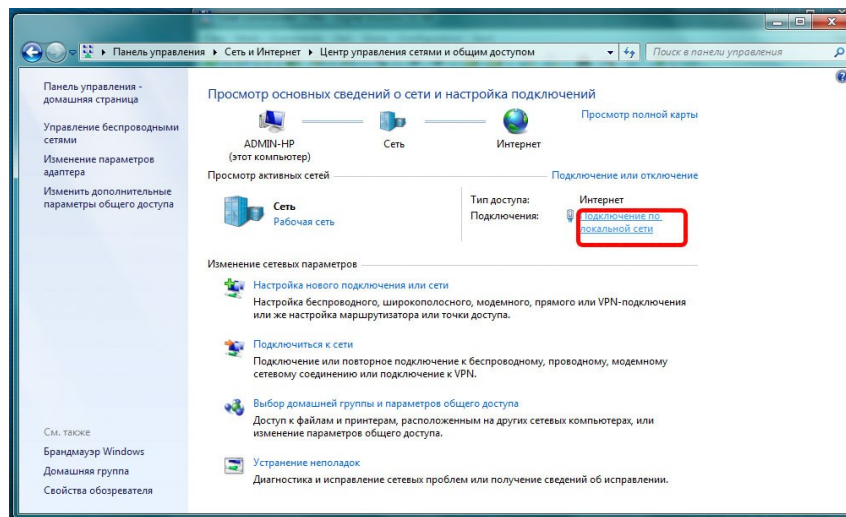 Панель управления ▸ Сеть и Интернет ▸ Центр управления сетями и общим доступом
Поиск в панели управления
Панель управления -
домашняя страница
Управление беспроводными
сетями
Изменение параметров
адаптера
Изменить дополнительные
параметры общего доступа
Просмотр основных сведений о сети и настройка подключений
Просмотр полной карты
ADMIN-HP
(этот компьютер)
Сеть
Интернет
Просмотр активных сетей
Подключение или отключение
Сеть
Рабочая сеть
Тип доступа: Интернет
Подключения: Подключение по
локальной сети
Изменение сетевых параметров
Настройка нового подключения или сети
Настройка беспроводного, широкополосного, модемного, прямого или VPN-подключения
или же настройка маршрутизатора или точки доступа.
Подключиться к сети
Подключение или повторное подключение к беспроводному, проводному, модемному
сетевому соединению или подключение к VPN.
Выбор домашней группы и параметров общего доступа
Доступ к файлам и принтерам, расположенным на других сетевых компьютерах, или
изменение параметров общего доступа.
Устранение неполадок
Диагностика и исправление сетевых проблем или получение сведений об исправлении.
См. также
Брандмауэр Windows
Домашняя группа
Свойства обозревателя